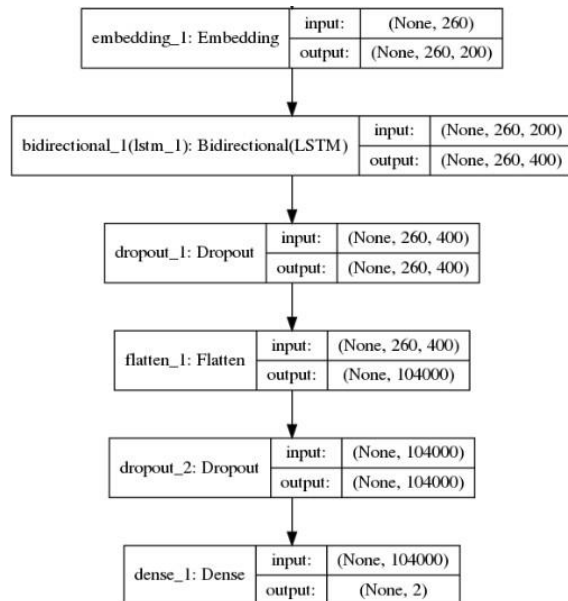 embedding_1: Embedding
input: (None, 260)
output: (None, 260, 200)
bidirectional_1(lstm_1): Bidirectional(LSTM)
input: (None, 260, 200)
output: (None, 260, 400)
dropout_1: Dropout
input: (None, 260, 400)
output: (None, 260, 400)
flatten_1: Flatten
input: (None, 260, 400)
output: (None, 104000)
dropout_2: Dropout
input: (None, 104000)
output: (None, 104000)
dense_1: Dense
input: (None, 104000)
output: (None, 2)